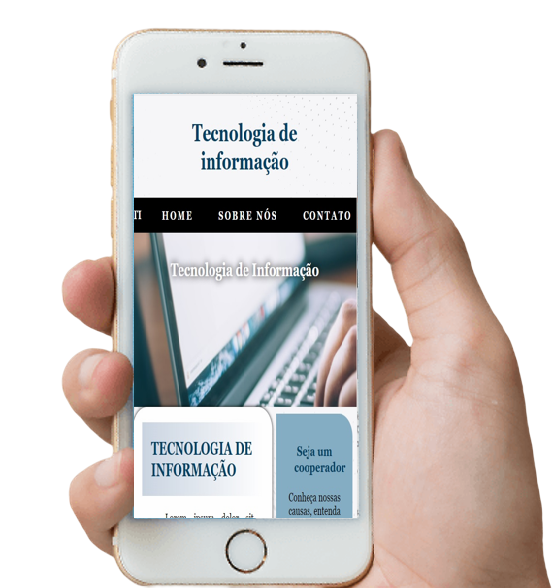 Tecnologia de
informação
TI HOME SOBRE NÓS CONTATO
Tecnologia de Informação
TECNOLOGIA DE
INFORMAÇÃO
Seja um
cooperador
Conheça nossas
causas, entenda
Lorem ipsum dolor sit